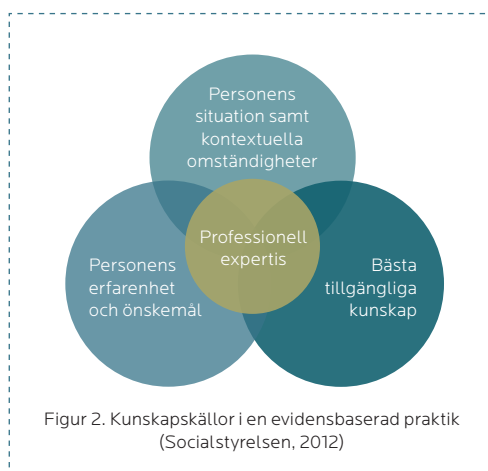 Personens
situation samt
kontextuella
omständigheter
Professionell
expertis
Personens
erfarenhet
och önskemål
Bästa
tillgängliga
kunskap
Figur 2. Kunskapskällor i en evidensbaserad praktik
(Socialstyrelsen, 2012)